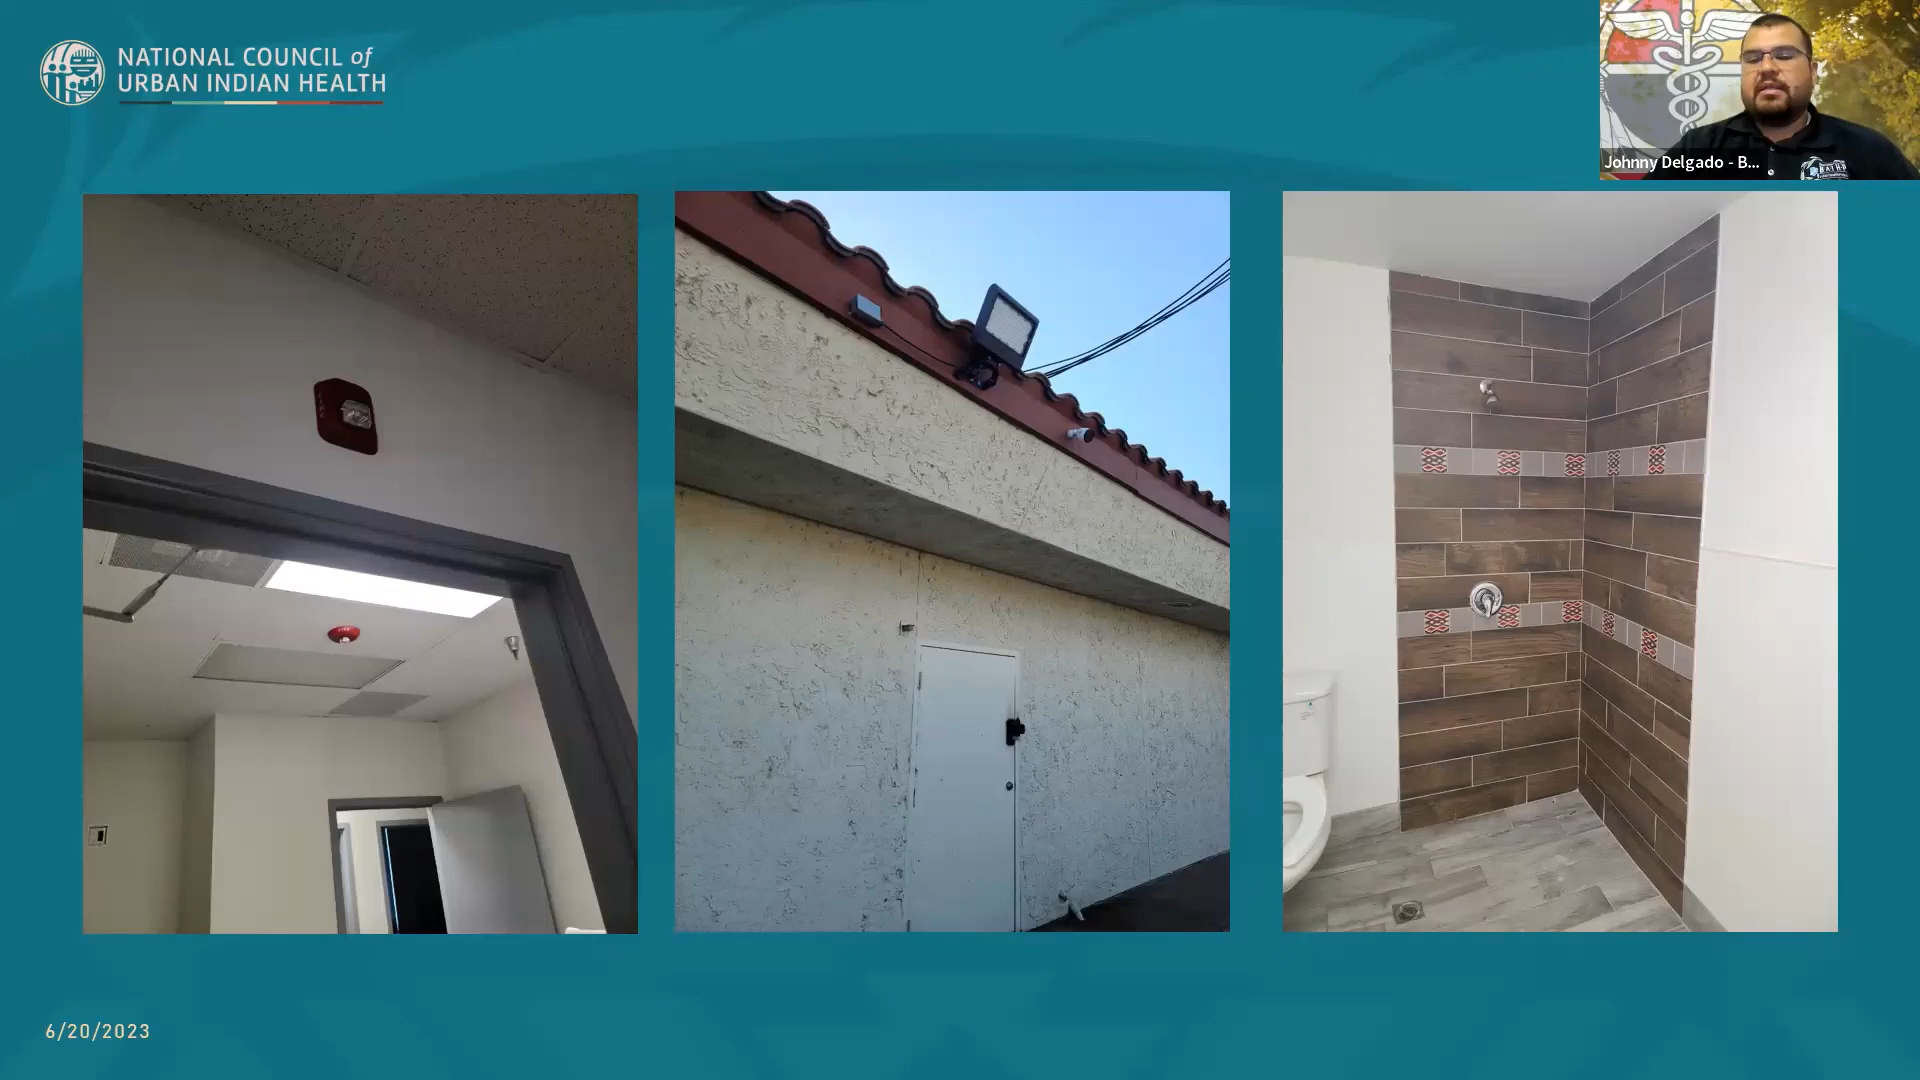 NATIONAL COUNCIL of
URBAN INDIAN HEALTH
Johnny Delgado - B...
6/20/2023